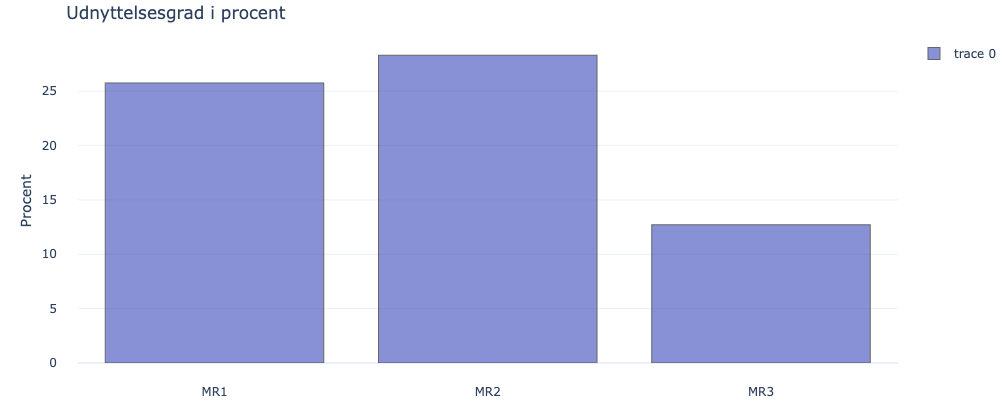 Udnyttelsesgrad i procent
trace 0
Procent
25
20
15
10
5
0
MR1
MR2
MR3